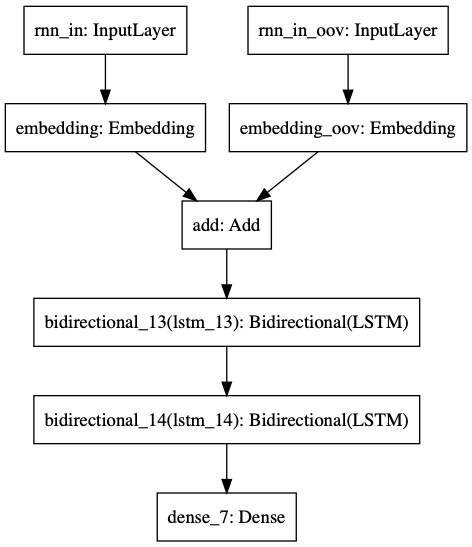 rnn_in: InputLayer
rnn_in_oov: InputLayer
embedding: Embedding
embedding_oov: Embedding
add: Add
bidirectional_13(lstm_13): Bidirectional(LSTM)
bidirectional_14(lstm_14): Bidirectional(LSTM)
dense_7: Dense